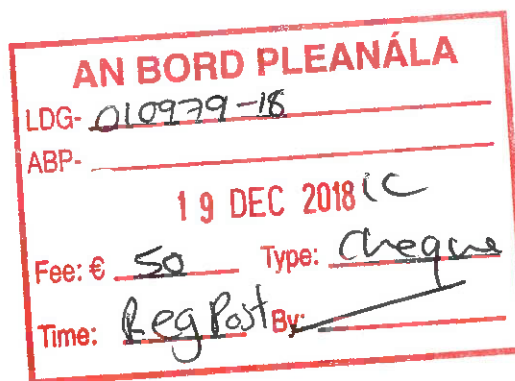 AN BORD PLEANÁLA
LDG- 010979-18
ABP-
19 DEC 2018 IC
Fee: € 50 Type: Cheque
Time: Reg Post By: